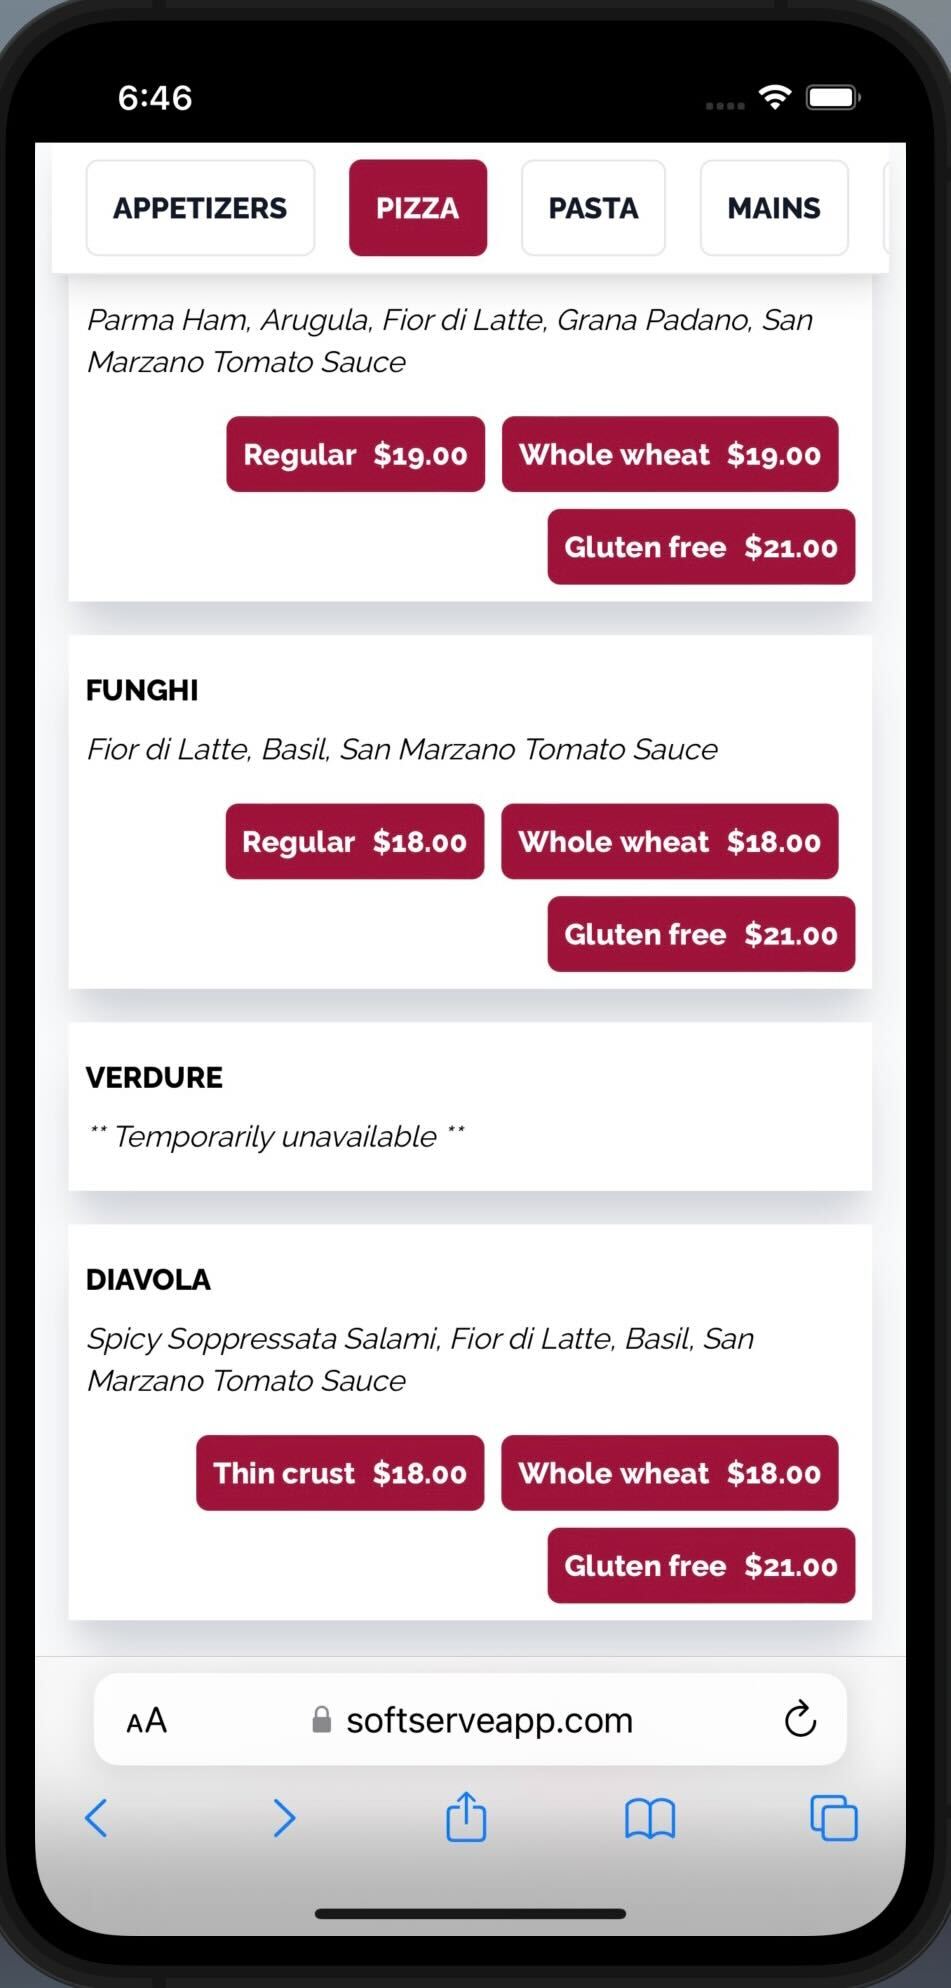 6:46
APPETIZERS PIZZA PASTA MAINS
Parma Ham, Arugula, Fior di Latte, Grana Padano, San
Marzano Tomato Sauce
Regular $19.00 Whole wheat $19.00
Gluten free $21.00
FUNGHI
Fior di Latte, Basil, San Marzano Tomato Sauce
Regular $18.00 Whole wheat $18.00
Gluten free $21.00
VERDURE
** Temporarily unavailable **
DIAVOLA
Spicy Soppressata Salami, Fior di Latte, Basil, San
Marzano Tomato Sauce
Thin crust $18.00 Whole wheat $18.00
Gluten free $21.00
AA softserveapp.com